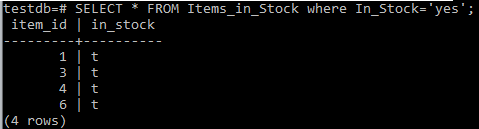 testdb=# SELECT * FROM Items_in_Stock where In_Stock='yes';
 item_id | in_stock
---------+----------
       1 | t
       3 | t
       4 | t
       6 | t
(4 rows)